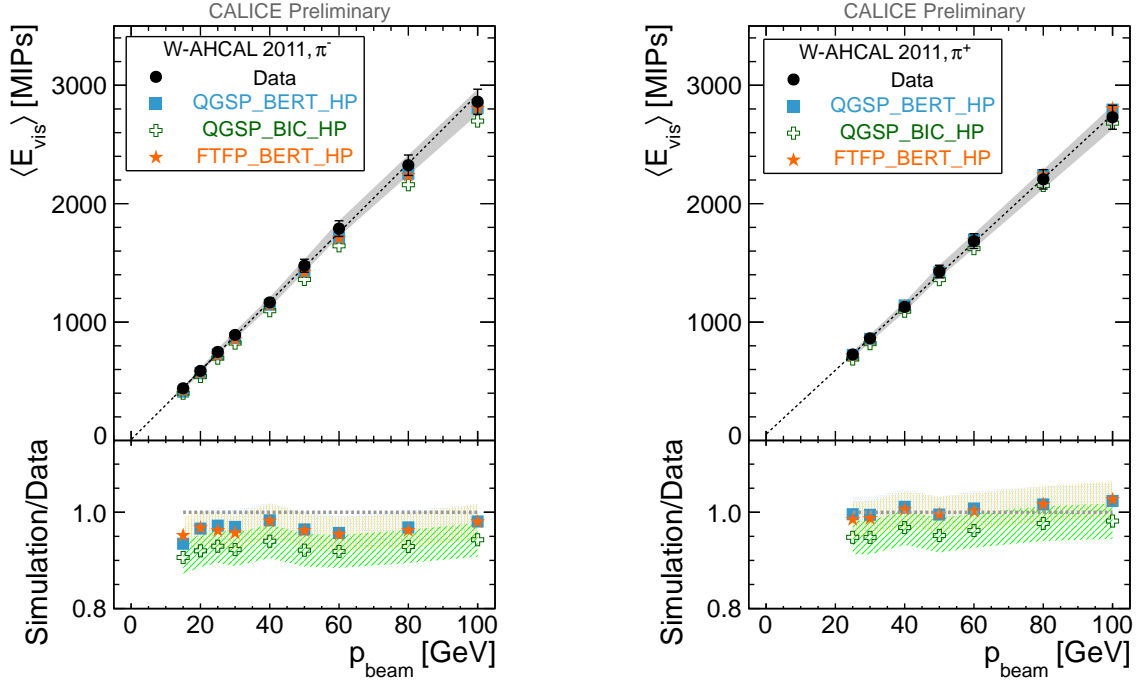 CALICE Preliminary
⟨E_vis⟩ [MIPs]
3000
2000
1000
0
W-AHCAL 2011, π⁻
Data
QGSP_BERT_HP
QGSP_BIC_HP
FTFP_BERT_HP
Simulation/Data
1.0
0.8
0 20 40 60 80 100
p_beam [GeV]
CALICE Preliminary
⟨E_vis⟩ [MIPs]
3000
2000
1000
0
W-AHCAL 2011, π⁺
Data
QGSP_BERT_HP
QGSP_BIC_HP
FTFP_BERT_HP
Simulation/Data
1.0
0.8
0 20 40 60 80 100
p_beam [GeV]